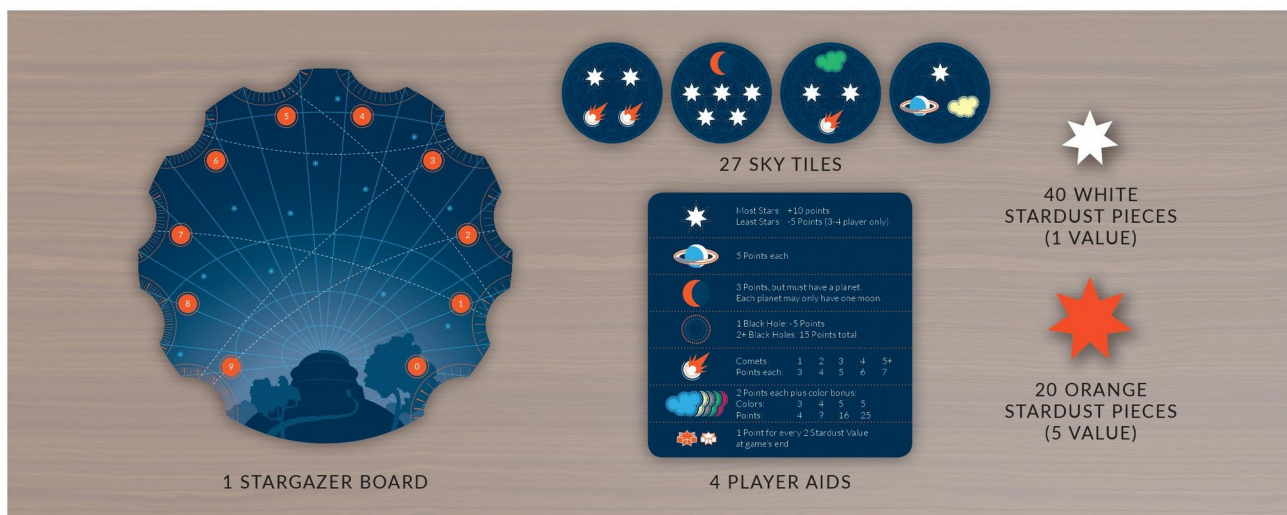 5 4
6 3
7 2
8 1
9 0
1 STARGAZER BOARD
27 SKY TILES
Most Stars: +10 points
Least Stars: -5 Points (3-4 player only)
5 Points each
3 Points, but must have a planet.
Each planet may only have one moon.
1 Black Hole: -5 Points
2+ Black Holes: 15 Points total
Comets: 1 2 3 4 5+
Points each: 3 4 5 6 7
2 Points each plus color bonus:
Colors: 3 4 5 5
Points: 4 9 16 25
1 Point for every 2 Stardust Value
at game's end
4 PLAYER AIDS
40 WHITE
STARDUST PIECES
(1 VALUE)
20 ORANGE
STARDUST PIECES
(5 VALUE)